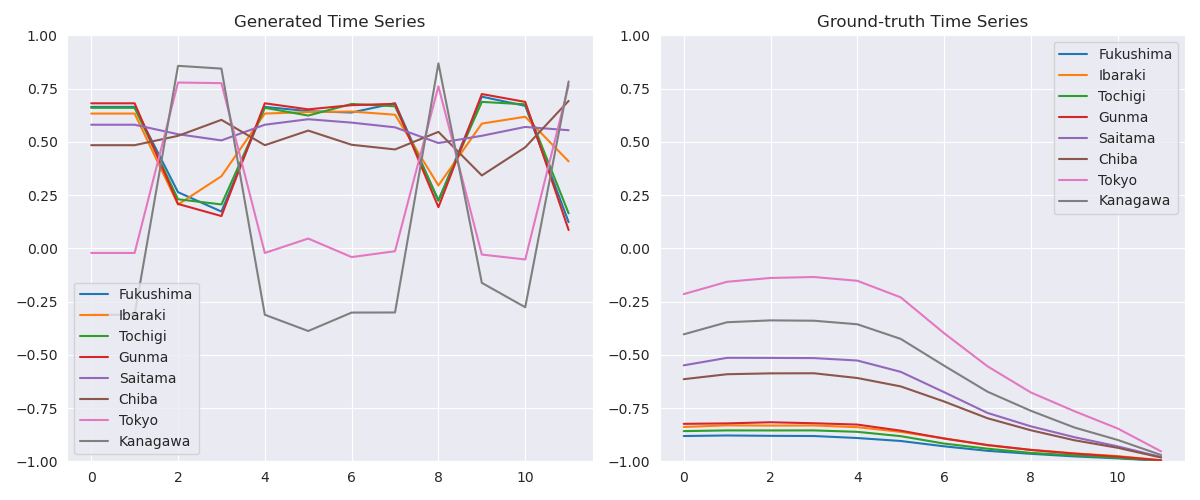 Generated Time Series
1.00
0.75
0.50
0.25
0.00
−0.25
−0.50
−0.75
−1.00
0 2 4 6 8 10
Fukushima
Ibaraki
Tochigi
Gunma
Saitama
Chiba
Tokyo
Kanagawa
Ground-truth Time Series
1.00
0.75
0.50
0.25
0.00
−0.25
−0.50
−0.75
−1.00
0 2 4 6 8 10
Fukushima
Ibaraki
Tochigi
Gunma
Saitama
Chiba
Tokyo
Kanagawa